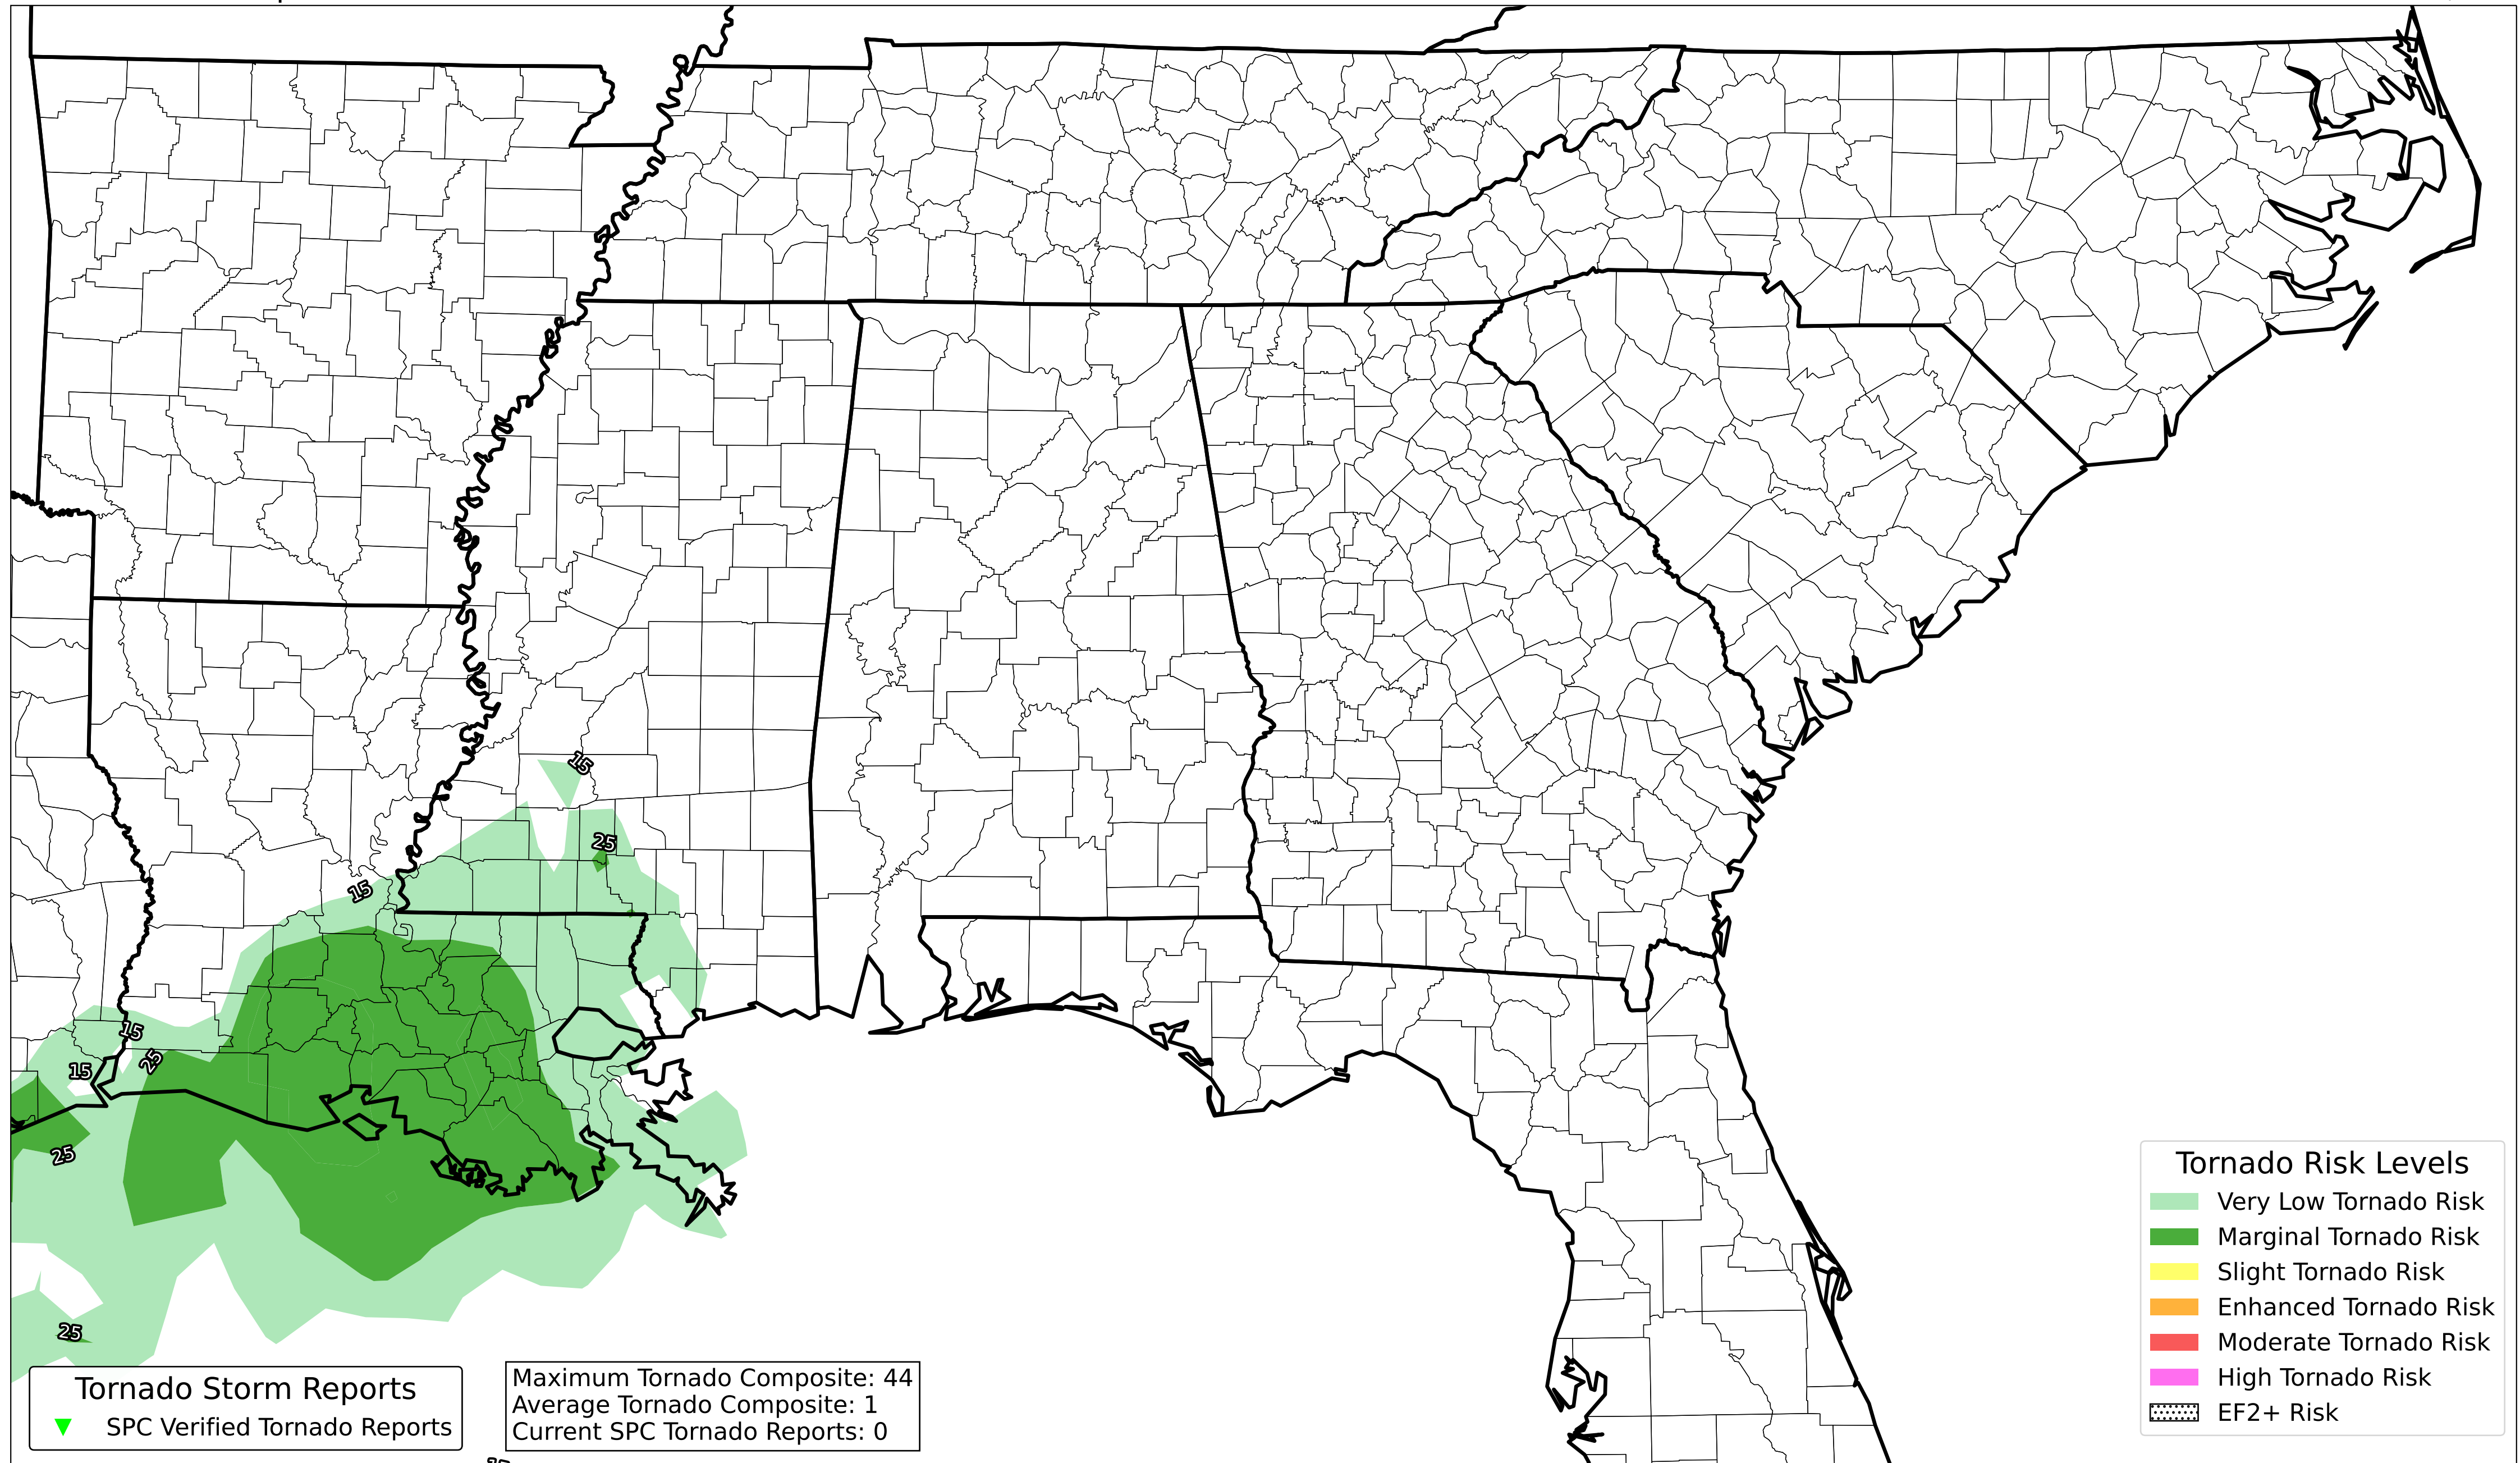 15
25
15
15
15
25
25
25
Tornado Risk Levels
Very Low Tornado Risk
Marginal Tornado Risk
Slight Tornado Risk
Enhanced Tornado Risk
Moderate Tornado Risk
High Tornado Risk
EF2+ Risk
Tornado Storm Reports
SPC Verified Tornado Reports
Maximum Tornado Composite: 44
Average Tornado Composite: 1
Current SPC Tornado Reports: 0